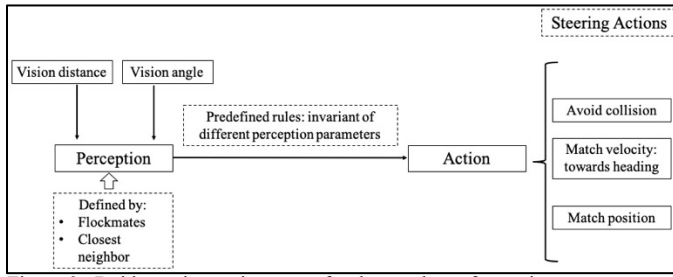 Steering Actions
Vision distance
Vision angle
Predefined rules: invariant of
different perception parameters
Avoid collision
Perception
Action
Match velocity:
towards heading
Defined by:
• Flockmates
• Closest
neighbor
Match position